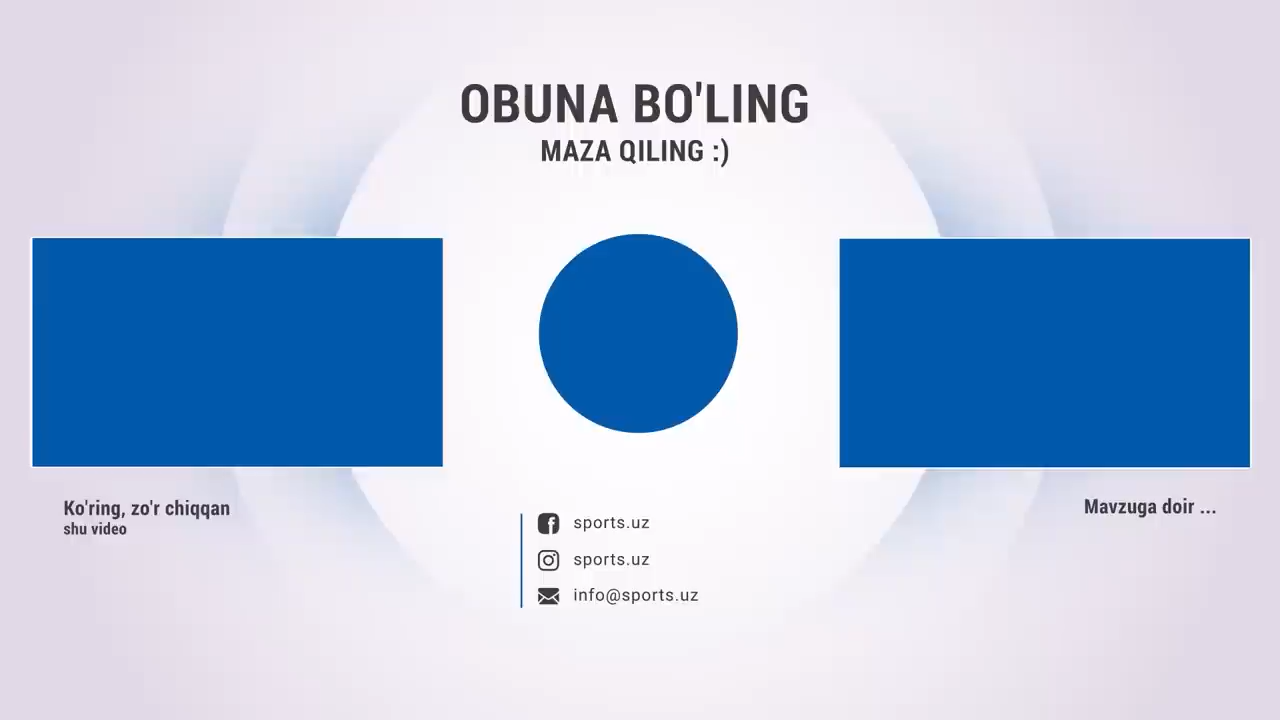 OBUNA BO'LING
MAZA QILING :)
Ko'ring, zo'r chiqqan
shu video
Mavzuga doir ...
sports.uz
sports.uz
info@sports.uz